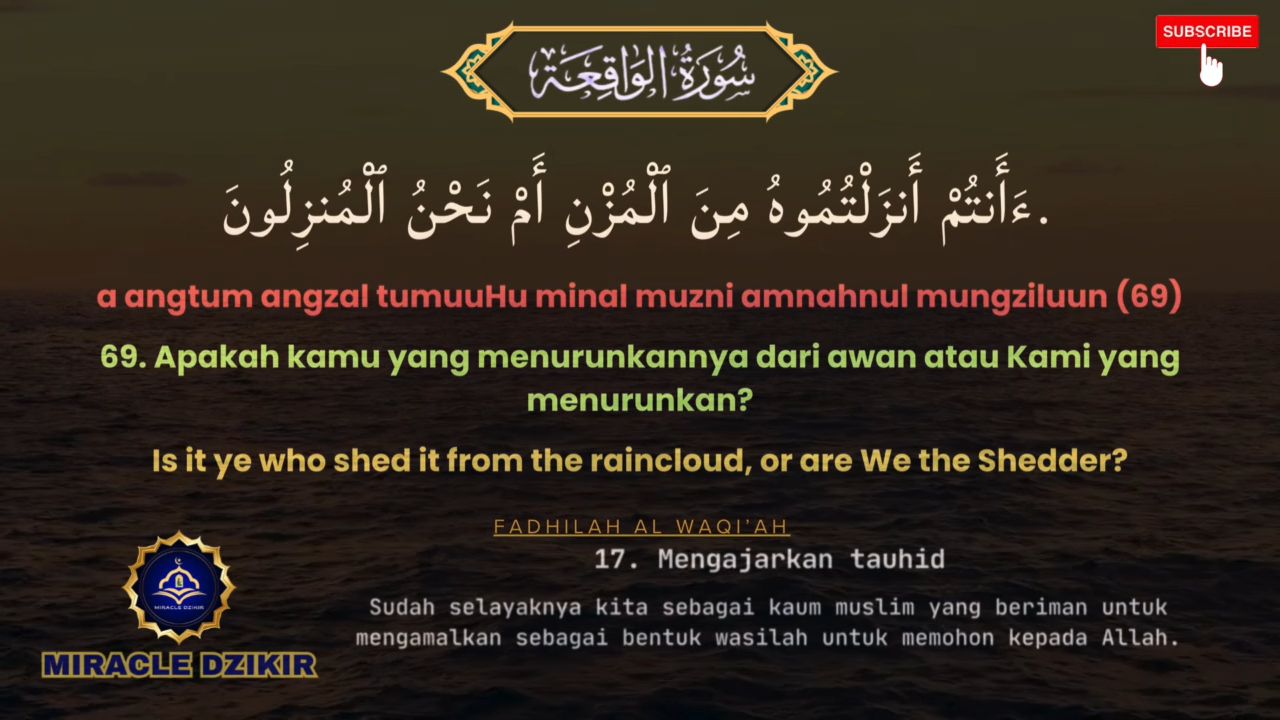 SUBSCRIBE
سُورَةُ الوَاقِعَة
ءَأَنتُمْ أَنزَلْتُمُوهُ مِنَ ٱلْمُزْنِ أَمْ نَحْنُ ٱلْمُنزِلُونَ.
a angtum angzal tumuuHu minal muzni amnahnul mungziluun (69)
69. Apakah kamu yang menurunkannya dari awan atau Kami yang
menurunkan?
Is it ye who shed it from the raincloud, or are We the Shedder?
FADHILAH AL WAQI'AH
17. Mengajarkan tauhid
Sudah selayaknya kita sebagai kaum muslim yang beriman untuk
mengamalkan sebagai bentuk wasilah untuk memohon kepada Allah.
MIRACLE DZIKIR
MIRACLE DZIKIR